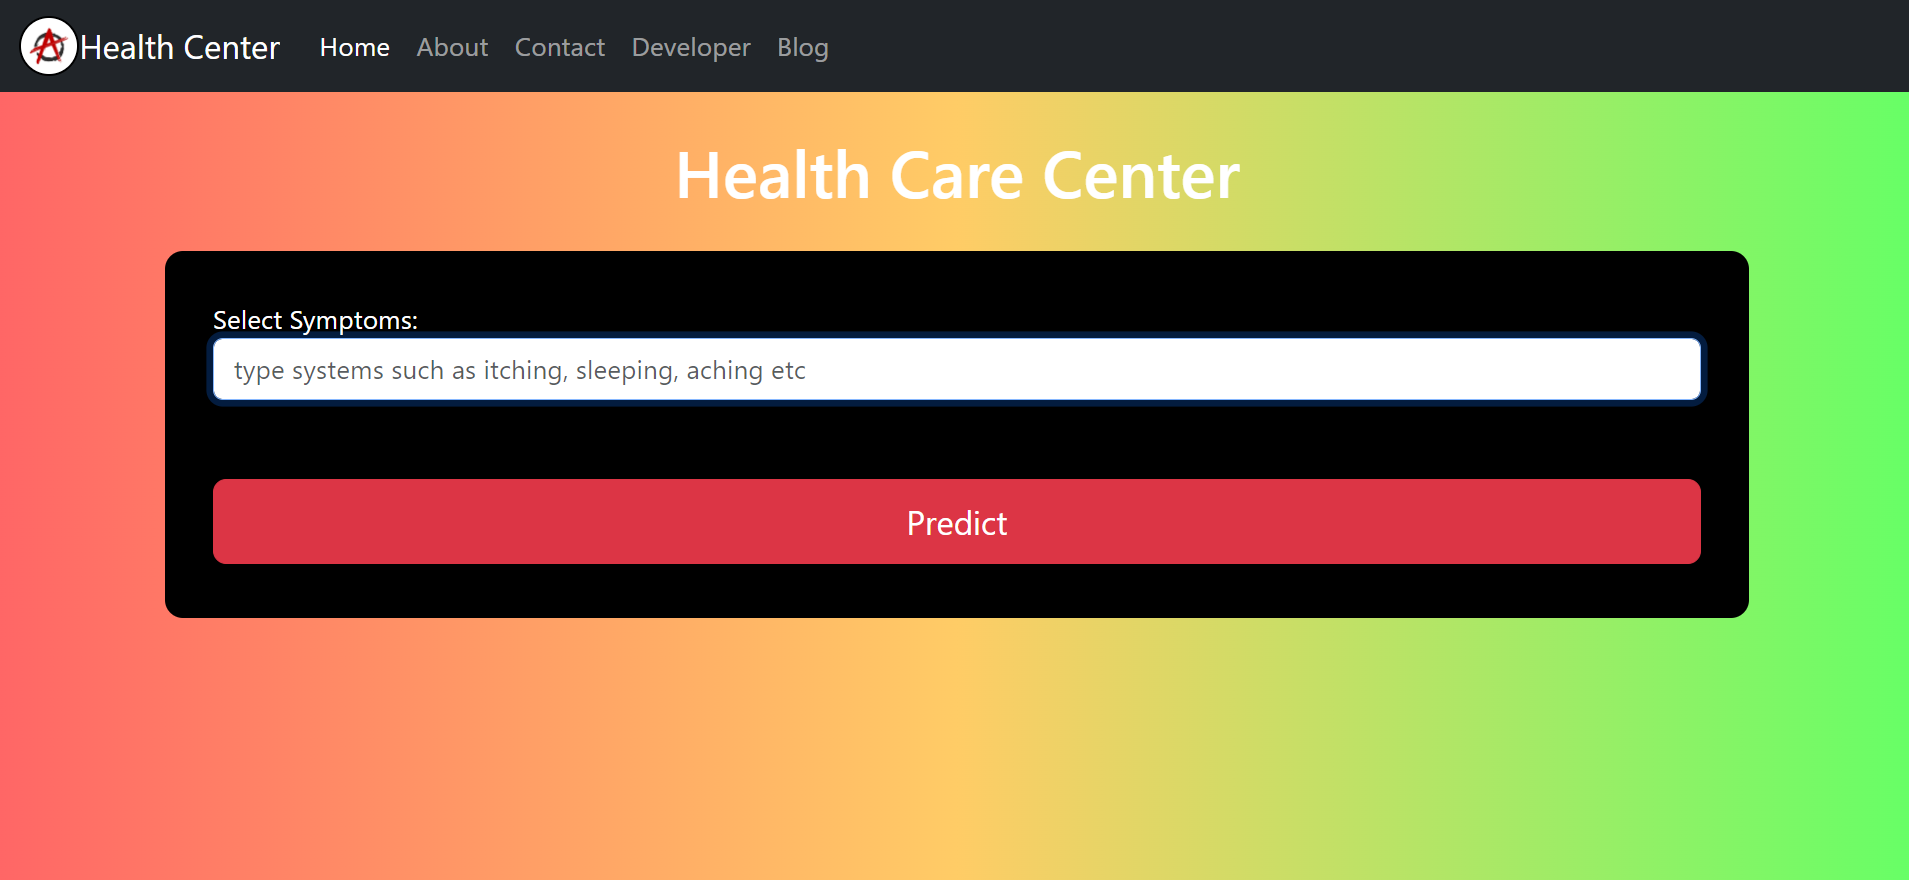 Health Center Home About Contact Developer Blog
Health Care Center
Select Symptoms:
type systems such as itching, sleeping, aching etc
Predict